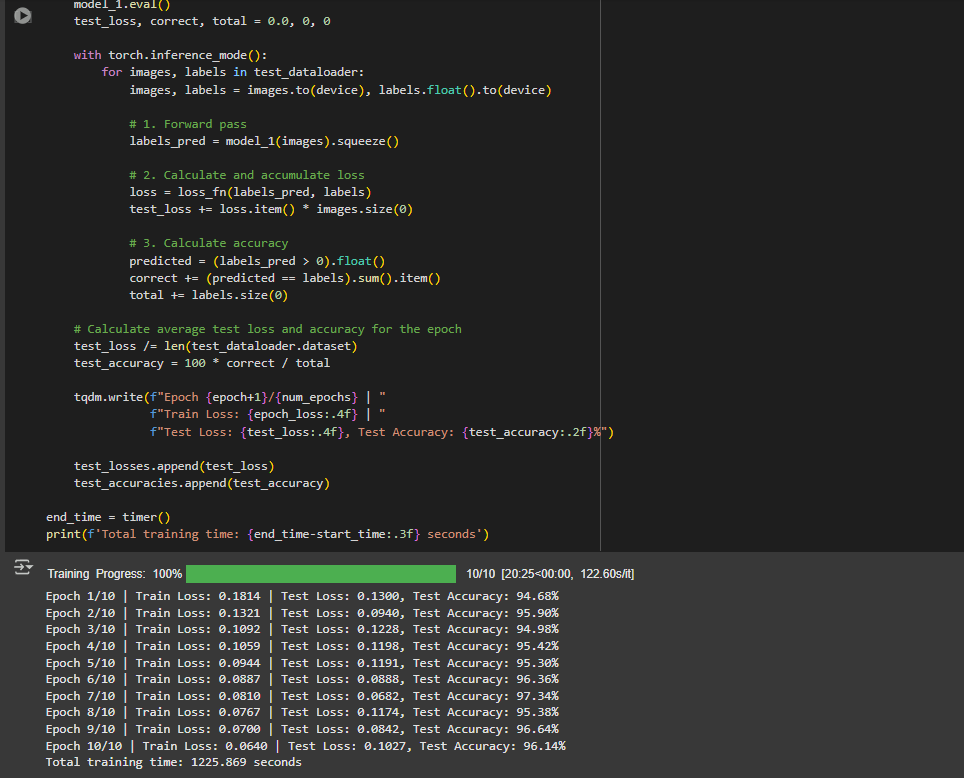 model_1.eval()
test_loss, correct, total = 0.0, 0, 0
with torch.inference_mode():
for images, labels in test_dataloader:
images, labels = images.to(device), labels.float().to(device)
# 1. Forward pass
labels_pred = model_1(images).squeeze()
# 2. Calculate and accumulate loss
loss = loss_fn(labels_pred, labels)
test_loss += loss.item() * images.size(0)
# 3. Calculate accuracy
predicted = (labels_pred > 0).float()
correct += (predicted == labels).sum().item()
total += labels.size(0)
# Calculate average test loss and accuracy for the epoch
test_loss /= len(test_dataloader.dataset)
test_accuracy = 100 * correct / total
tqdm.write(f"Epoch {epoch+1}/{num_epochs} | "
f"Train Loss: {epoch_loss:.4f} | "
f"Test Loss: {test_loss:.4f}, Test Accuracy: {test_accuracy:.2f}%")
test_losses.append(test_loss)
test_accuracies.append(test_accuracy)
end_time = timer()
print(f'Total training time: {end_time-start_time:.3f} seconds')
Training Progress: 100% 10/10 [20:25<00:00, 122.60s/it]
Epoch 1/10 | Train Loss: 0.1814 | Test Loss: 0.1300, Test Accuracy: 94.68%
Epoch 2/10 | Train Loss: 0.1321 | Test Loss: 0.0940, Test Accuracy: 95.90%
Epoch 3/10 | Train Loss: 0.1092 | Test Loss: 0.1228, Test Accuracy: 94.98%
Epoch 4/10 | Train Loss: 0.1059 | Test Loss: 0.1198, Test Accuracy: 95.42%
Epoch 5/10 | Train Loss: 0.0944 | Test Loss: 0.1191, Test Accuracy: 95.30%
Epoch 6/10 | Train Loss: 0.0887 | Test Loss: 0.0888, Test Accuracy: 96.36%
Epoch 7/10 | Train Loss: 0.0810 | Test Loss: 0.0682, Test Accuracy: 97.34%
Epoch 8/10 | Train Loss: 0.0767 | Test Loss: 0.1174, Test Accuracy: 95.38%
Epoch 9/10 | Train Loss: 0.0700 | Test Loss: 0.0842, Test Accuracy: 96.64%
Epoch 10/10 | Train Loss: 0.0640 | Test Loss: 0.1027, Test Accuracy: 96.14%
Total training time: 1225.869 seconds